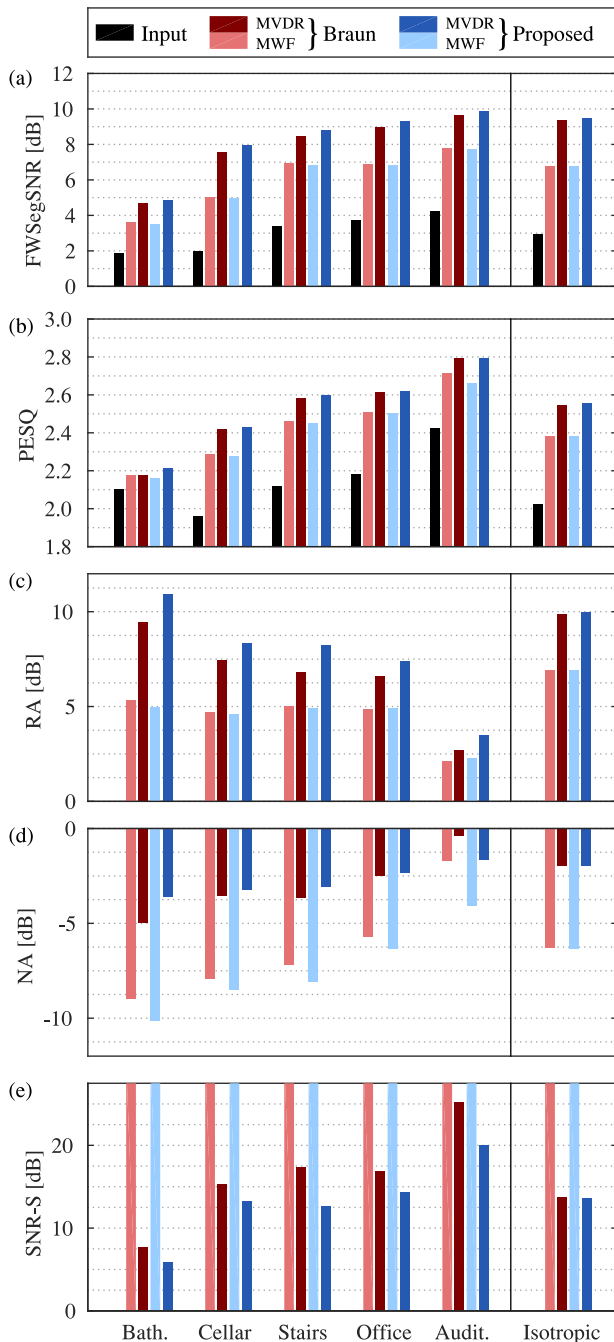 Input MVDR MWF } Braun MVDR MWF } Proposed
(a)
FWSegSNR [dB]
12
10
8
6
4
2
0
(b)
PESQ
3.0
2.8
2.6
2.4
2.2
2.0
1.8
(c)
RA [dB]
10
5
0
(d)
NA [dB]
0
-5
-10
(e)
SNR-S [dB]
20
10
0
Bath. Cellar Stairs Office Audit. Isotropic